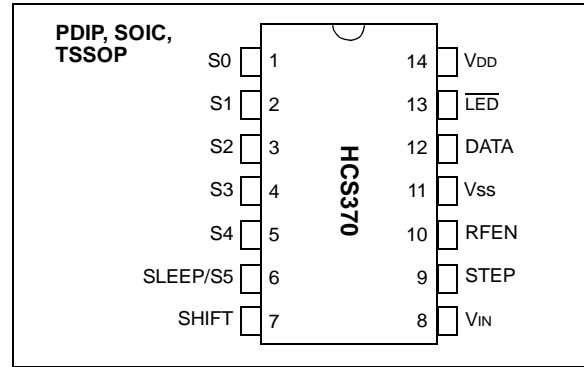 PDIP, SOIC,
TSSOP
S0 1 14 VDD
S1 2 13 LED
S2 3 12 DATA
S3 4 11 VSS
S4 5 10 RFEN
SLEEP/S5 6 9 STEP
SHIFT 7 8 VIN
HCS370